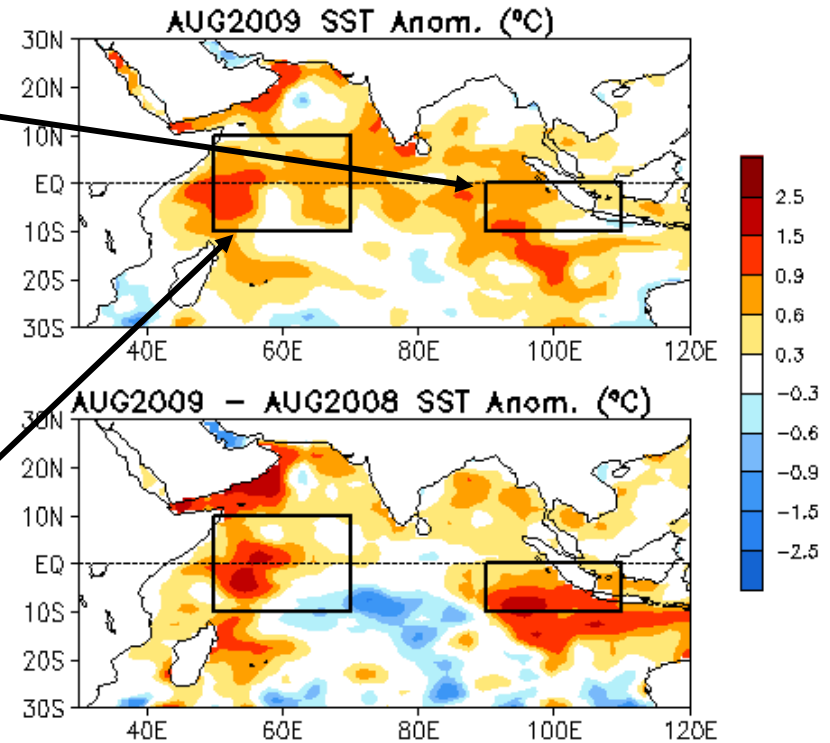 AUG2009 SST Anom. (ºC)
30N
20N
10N
EQ
10S
20S
30S
40E 60E 80E 100E 120E
AUG2009 – AUG2008 SST Anom. (ºC)
30N
20N
10N
EQ
10S
20S
30S
40E 60E 80E 100E 120E
2.5
1.5
0.9
0.6
0.3
−0.3
−0.6
−0.9
−1.5
−2.5